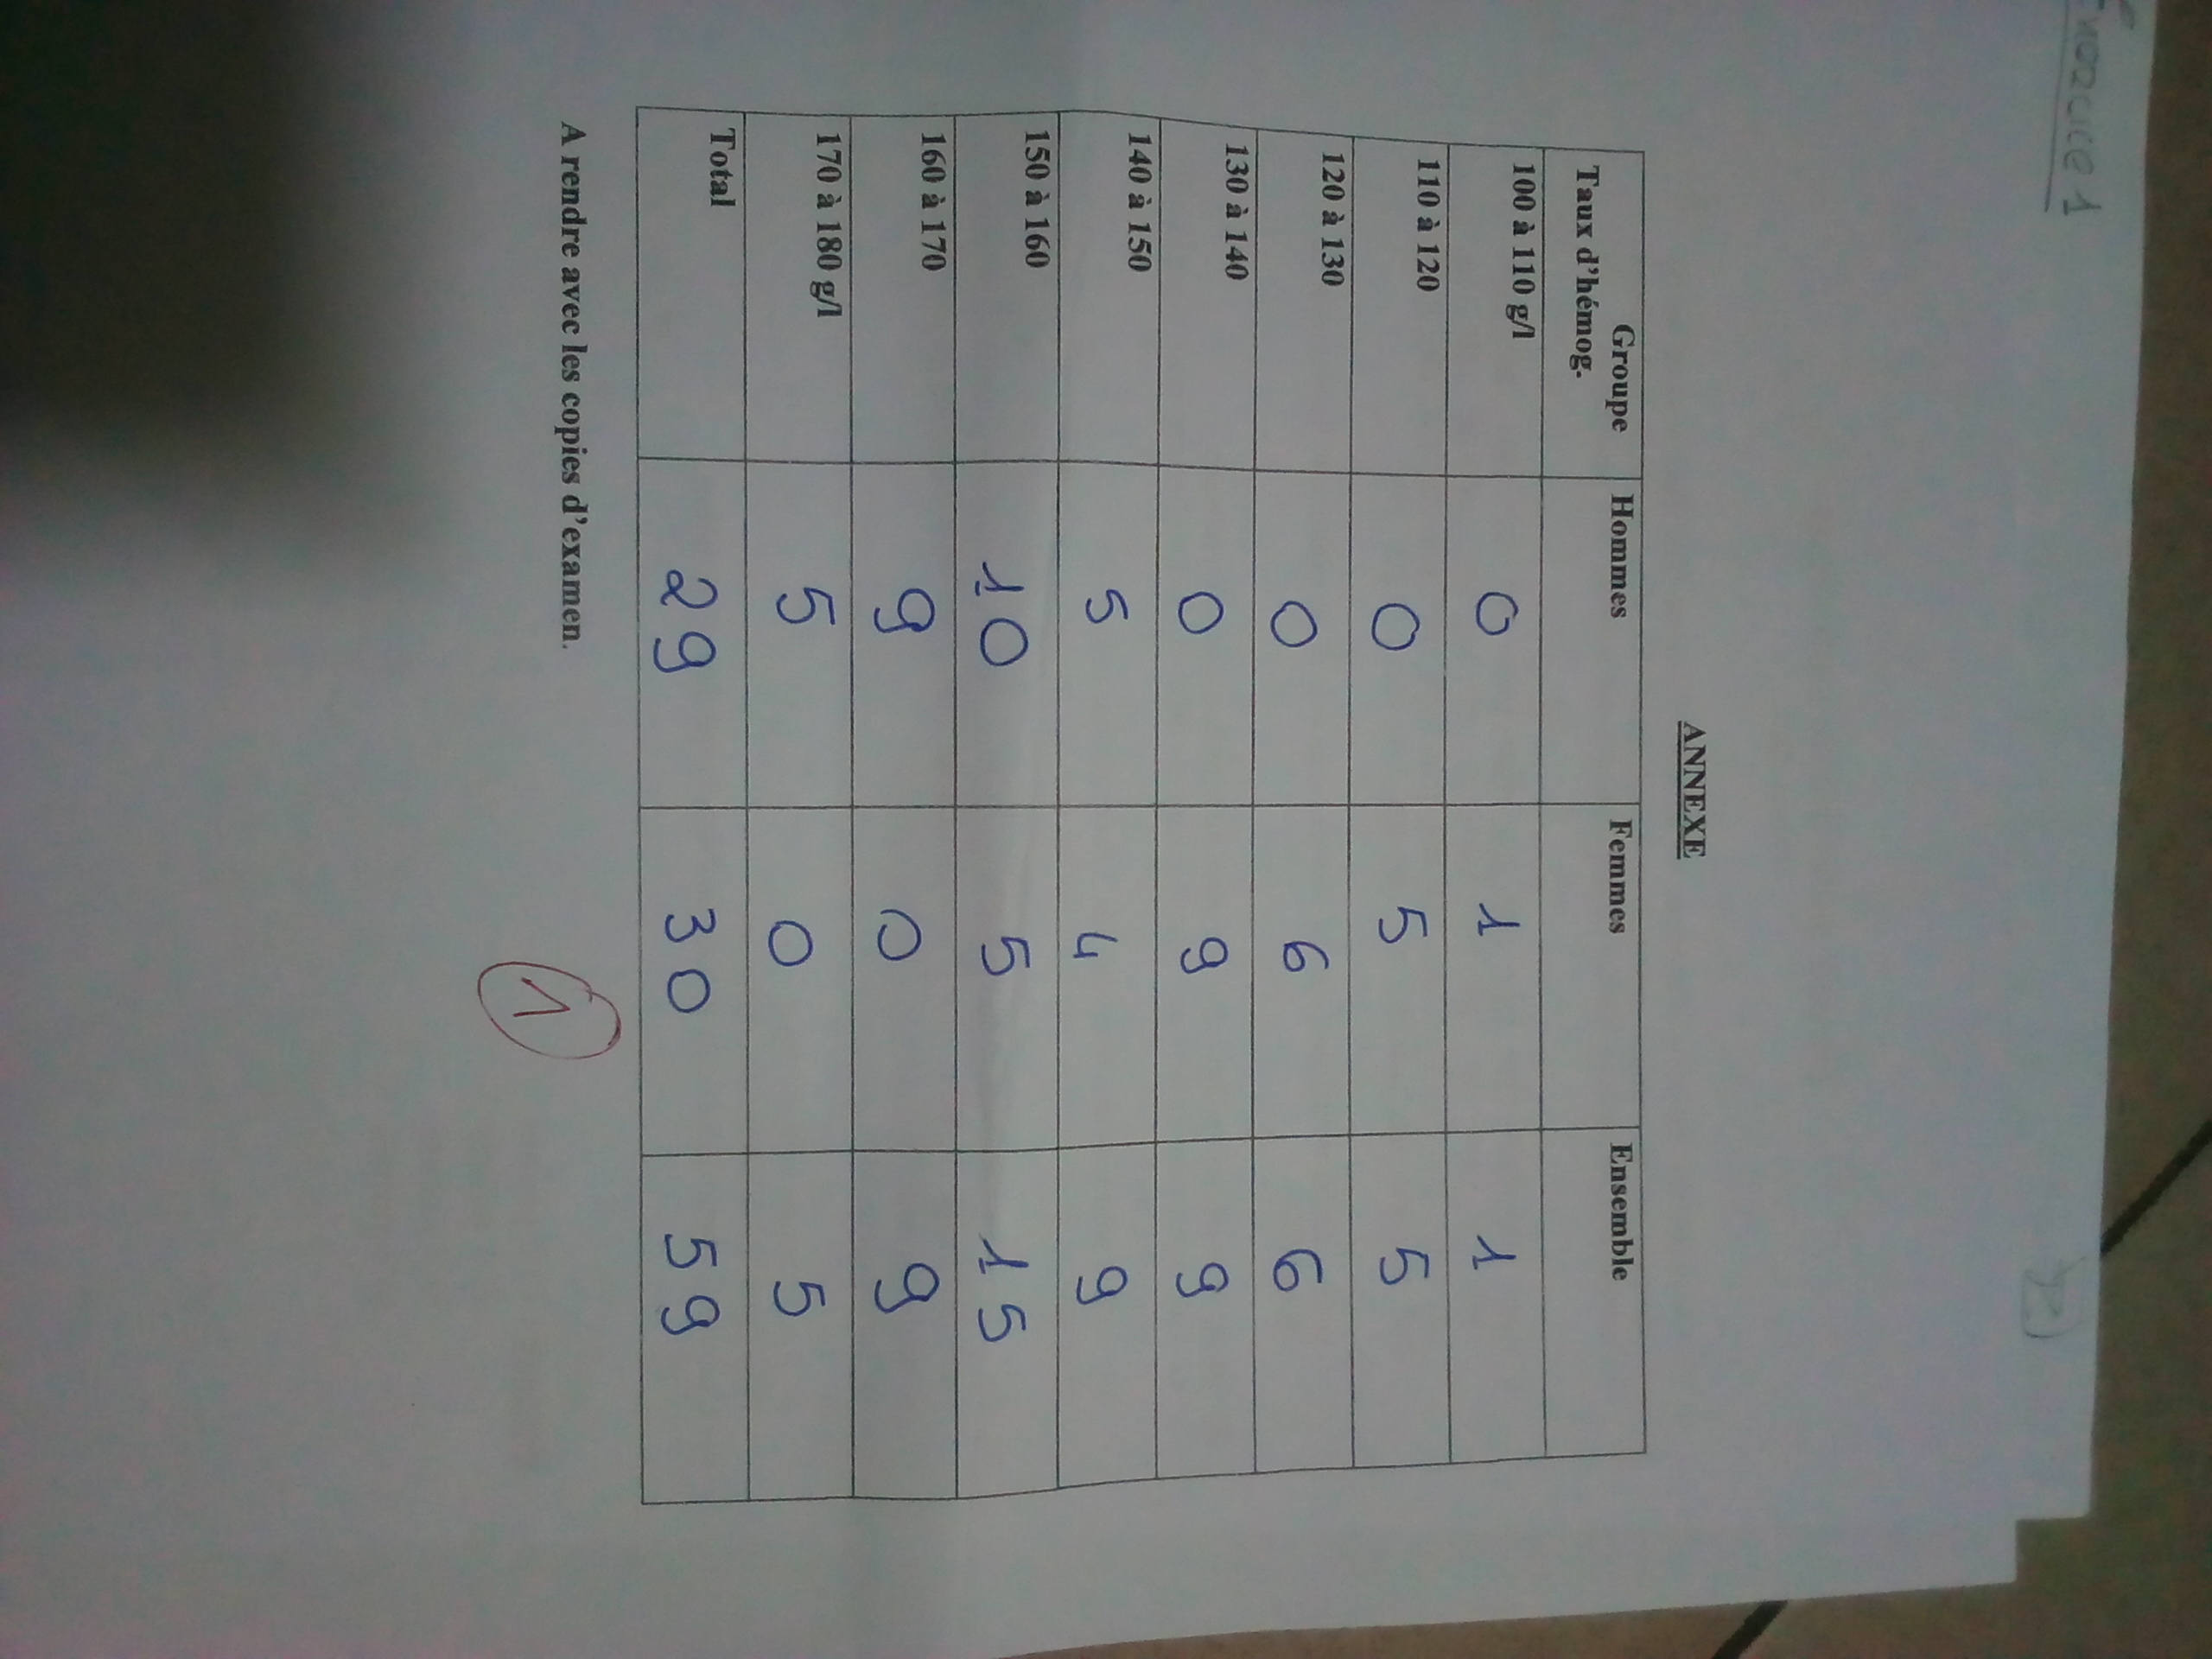 Exercice 1
ANNEXE
Groupe Hommes Femmes Ensemble
Taux d'hémog.
100 à 110 g/l 0 1 1
110 à 120 0 5 5
120 à 130 0 6 6
130 à 140 0 9 9
140 à 150 5 4 9
150 à 160 10 5 15
160 à 170 9 0 9
170 à 180 g/l 5 0 5
Total 29 30 59
A rendre avec les copies d'examen.
1